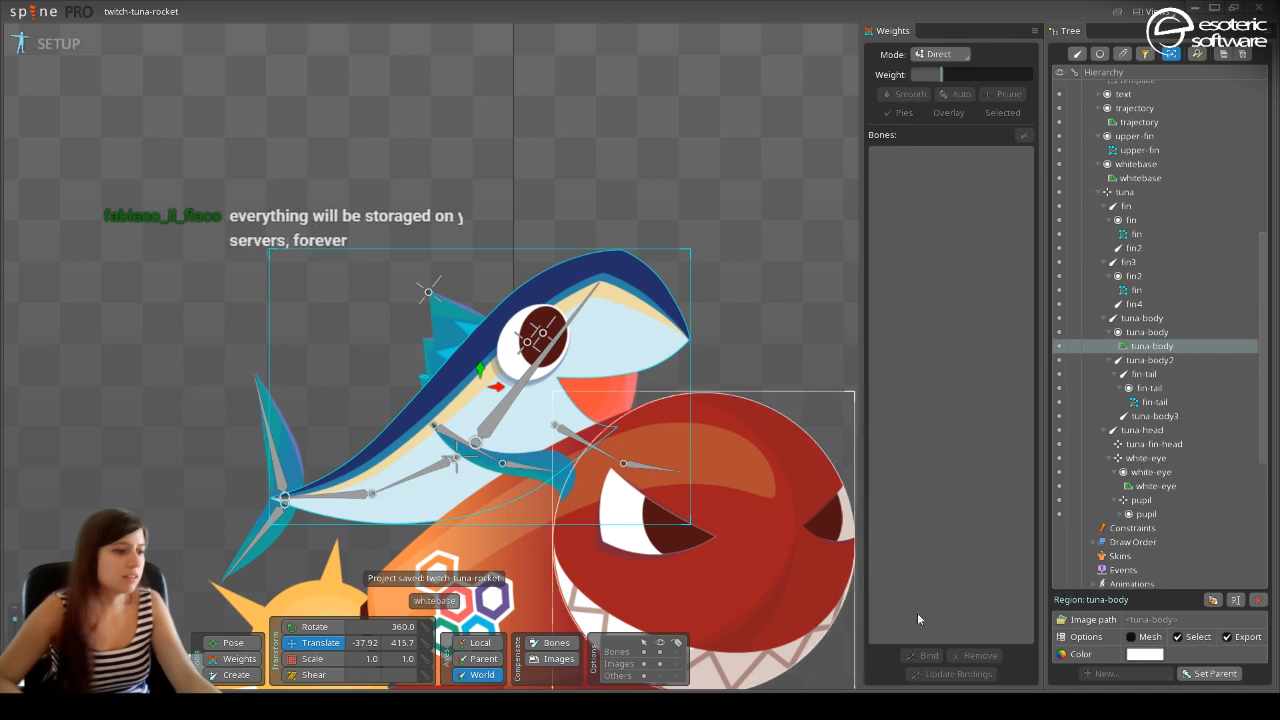 spine PRO
twitch-tuna-rocket
Views
esoteric
software
SETUP
Weights
Mode:
Direct
Weight:
Smooth
Auto
Prune
Pies
Overlay
Selected
Bones:
Bind
Remove
Update Bindings
Tree
Hierarchy
text
trajectory
trajectory
upper-fin
upper-fin
whitebase
whitebase
tuna
fin
fin
fin
fin2
fin3
fin2
fin
fin4
tuna-body
tuna-body
tuna-body
tuna-body2
fin-tail
fin-tail
fin-tail
tuna-body3
tuna-head
tuna-fin-head
white-eye
white-eye
white-eye
pupil
pupil
Constraints
Draw Order
Skins
Events
Animations
Region: tuna-body
Image path
<tuna-body>
Options
Mesh
Select
Export
Color
New...
Set Parent
fabiano_il_fiaco everything will be storaged on
servers, forever
Project saved: twitch-tuna-rocket
whitebase
Pose
Weights
Create
Transform
Rotate
360.0
Translate
-37.92
415.7
Scale
1.0
1.0
Shear
Axes
Local
Parent
World
Compensate
Bones
Images
Options
Bones
Images
Others